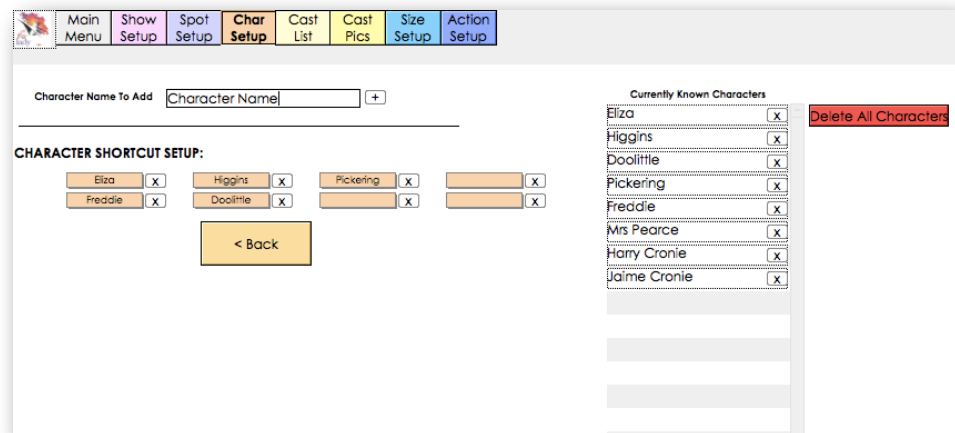 Main Menu
Show Setup
Spot Setup
Char Setup
Cast List
Cast Pics
Size Setup
Action Setup
Character Name To Add
Character Name
+
Currently Known Characters
Eliza x
Higgins x
Doolittle x
Pickering x
Freddie x
Mrs Pearce x
Harry Cronie x
Jaime Cronie x
Delete All Characters
CHARACTER SHORTCUT SETUP:
Eliza x Higgins x Pickering x x
Freddie x Doolittle x x x
< Back